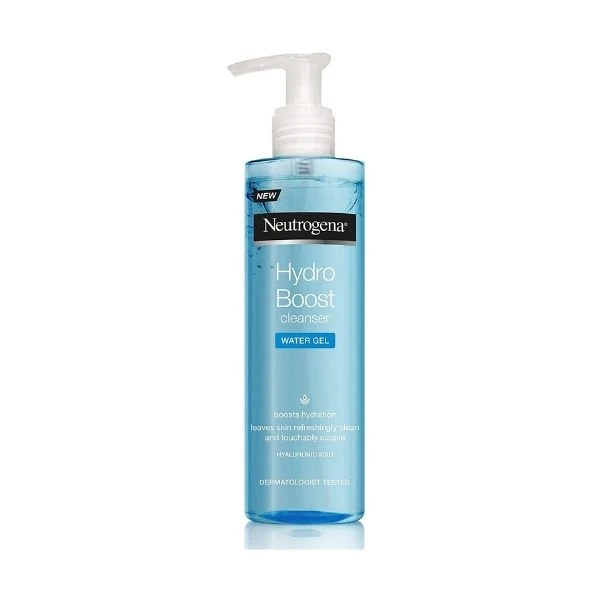 NEW
Neutrogena®
Hydro
Boost
cleanser
WATER GEL
boosts hydration
leaves skin refreshingly clean
and touchably supple
HYALURONIC ACID
DERMATOLOGIST TESTED